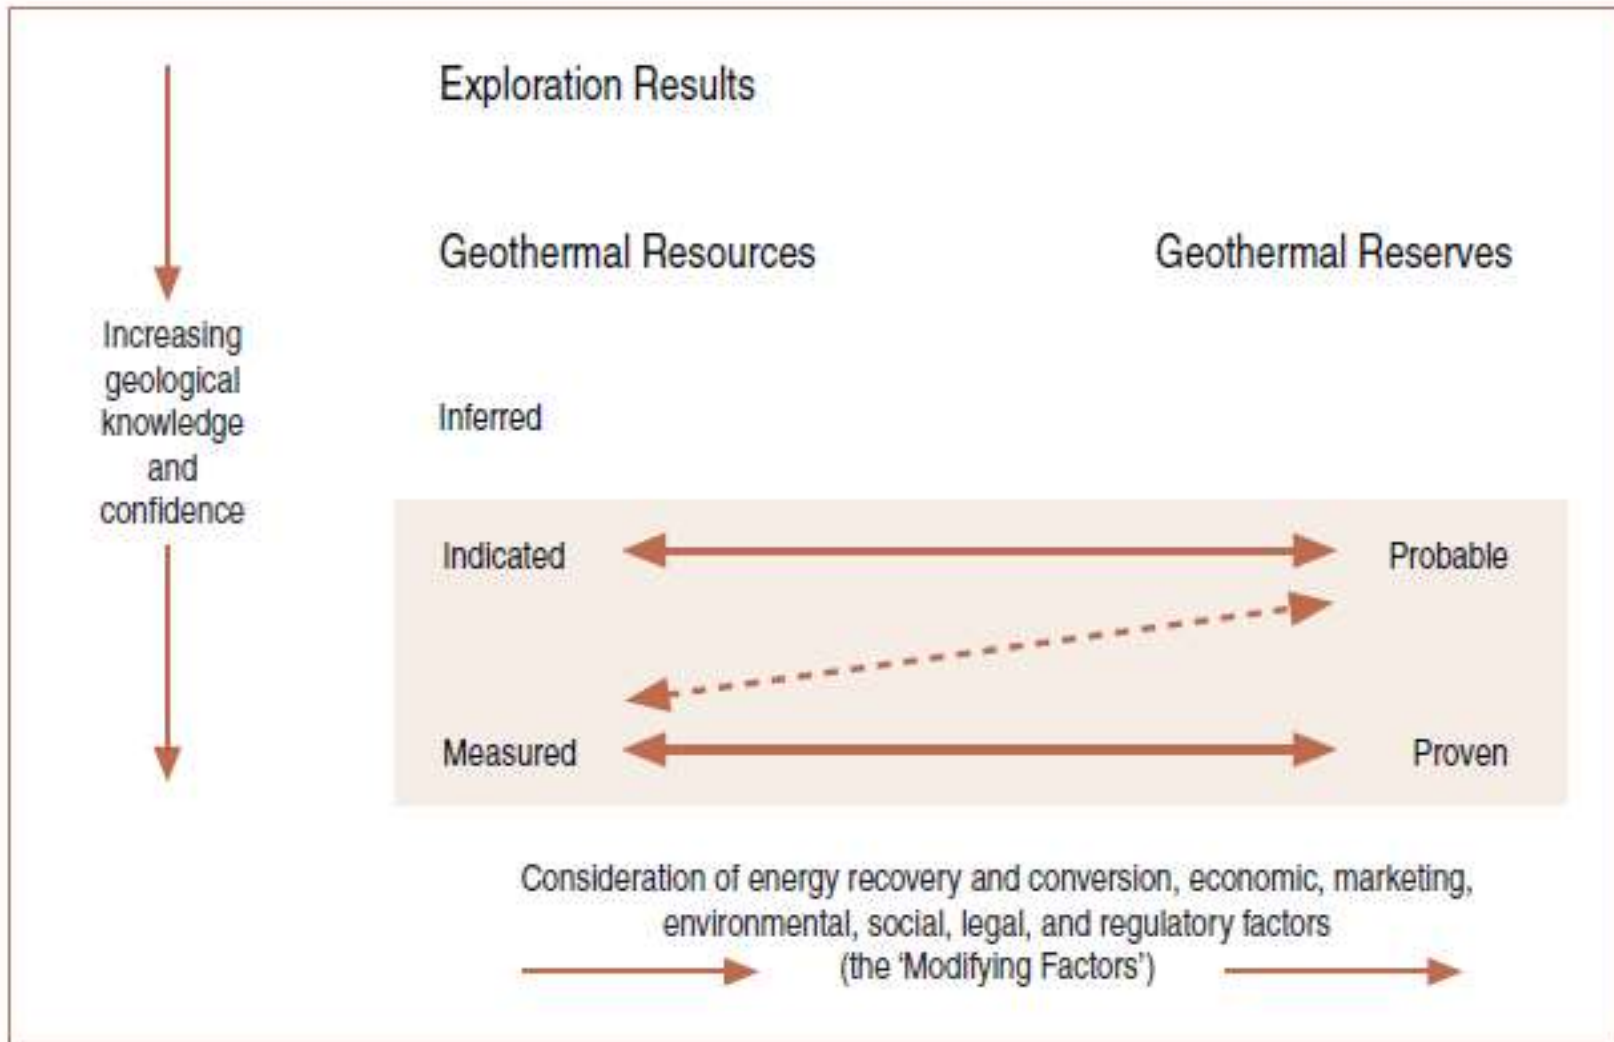 Exploration Results
Geothermal Resources
Geothermal Reserves
Increasing
geological
knowledge
and
confidence
Inferred
Indicated
Probable
Measured
Proven
Consideration of energy recovery and conversion, economic, marketing,
environmental, social, legal, and regulatory factors
(the ‘Modifying Factors’)